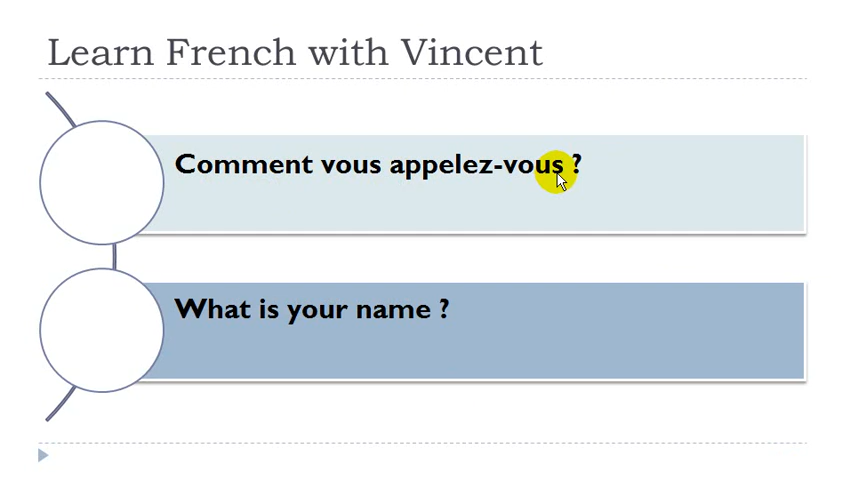 Learn French with Vincent
Comment vous appelez-vous ?
What is your name ?